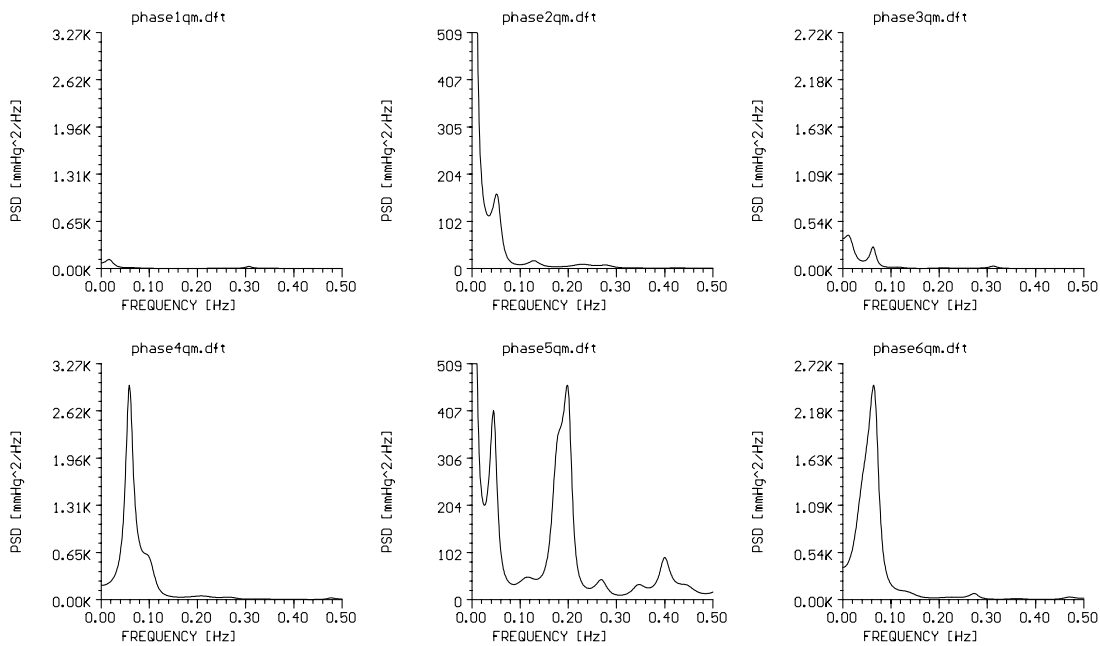 phase1qm.dft
3.27K
2.62K
1.96K
1.31K
0.65K
0.00K
PSD [mmHg^2/Hz]
0.00 0.10 0.20 0.30 0.40 0.50
FREQUENCY [Hz]
phase2qm.dft
509
407
305
204
102
0
PSD [mmHg^2/Hz]
0.00 0.10 0.20 0.30 0.40 0.50
FREQUENCY [Hz]
phase3qm.dft
2.72K
2.18K
1.63K
1.09K
0.54K
0.00K
PSD [mmHg^2/Hz]
0.00 0.10 0.20 0.30 0.40 0.50
FREQUENCY [Hz]
phase4qm.dft
3.27K
2.62K
1.96K
1.31K
0.65K
0.00K
PSD [mmHg^2/Hz]
0.00 0.10 0.20 0.30 0.40 0.50
FREQUENCY [Hz]
phase5qm.dft
509
407
306
204
102
0
PSD [mmHg^2/Hz]
0.00 0.10 0.20 0.30 0.40 0.50
FREQUENCY [Hz]
phase6qm.dft
2.72K
2.18K
1.63K
1.09K
0.54K
0.00K
PSD [mmHg^2/Hz]
0.00 0.10 0.20 0.30 0.40 0.50
FREQUENCY [Hz]